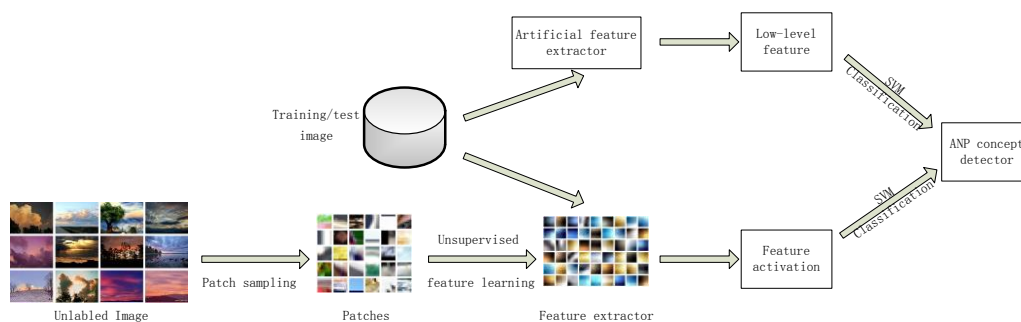 Artificial feature
extractor
Low-level
feature
Training/test
image
SVM
Classification
ANP concept
detector
SVM
Classification
Unsupervised
feature learning
Patch sampling
Feature
activation
Unlabled Image
Patches
Feature extractor